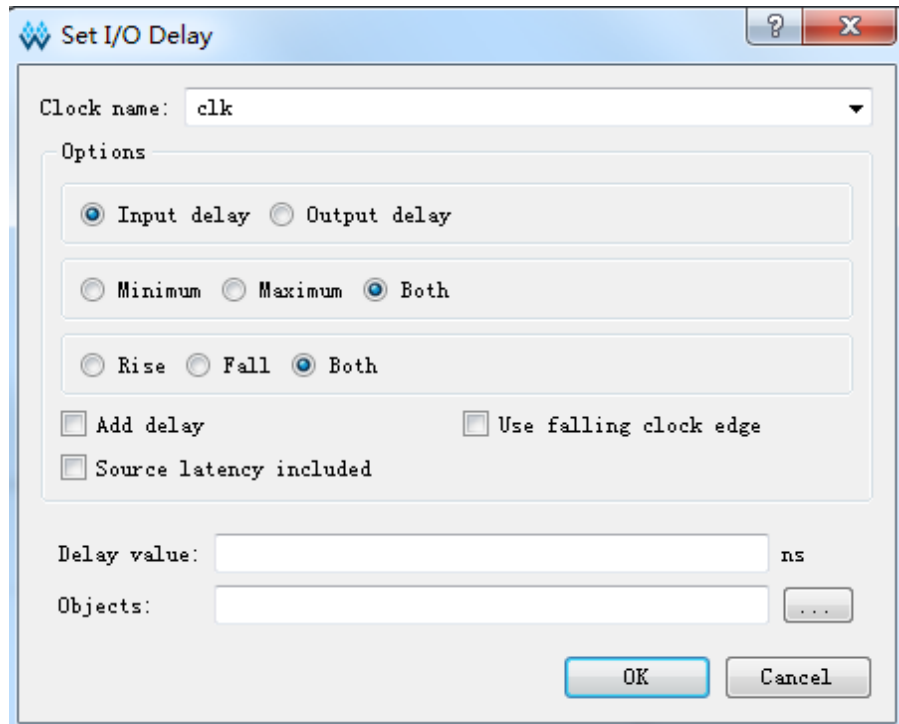 Set I/O Delay ? X
Clock name: clk
Options
Input delay Output delay
Minimum Maximum Both
Rise Fall Both
Add delay Use falling clock edge
Source latency included
Delay value: ns
Objects: ...
OK Cancel